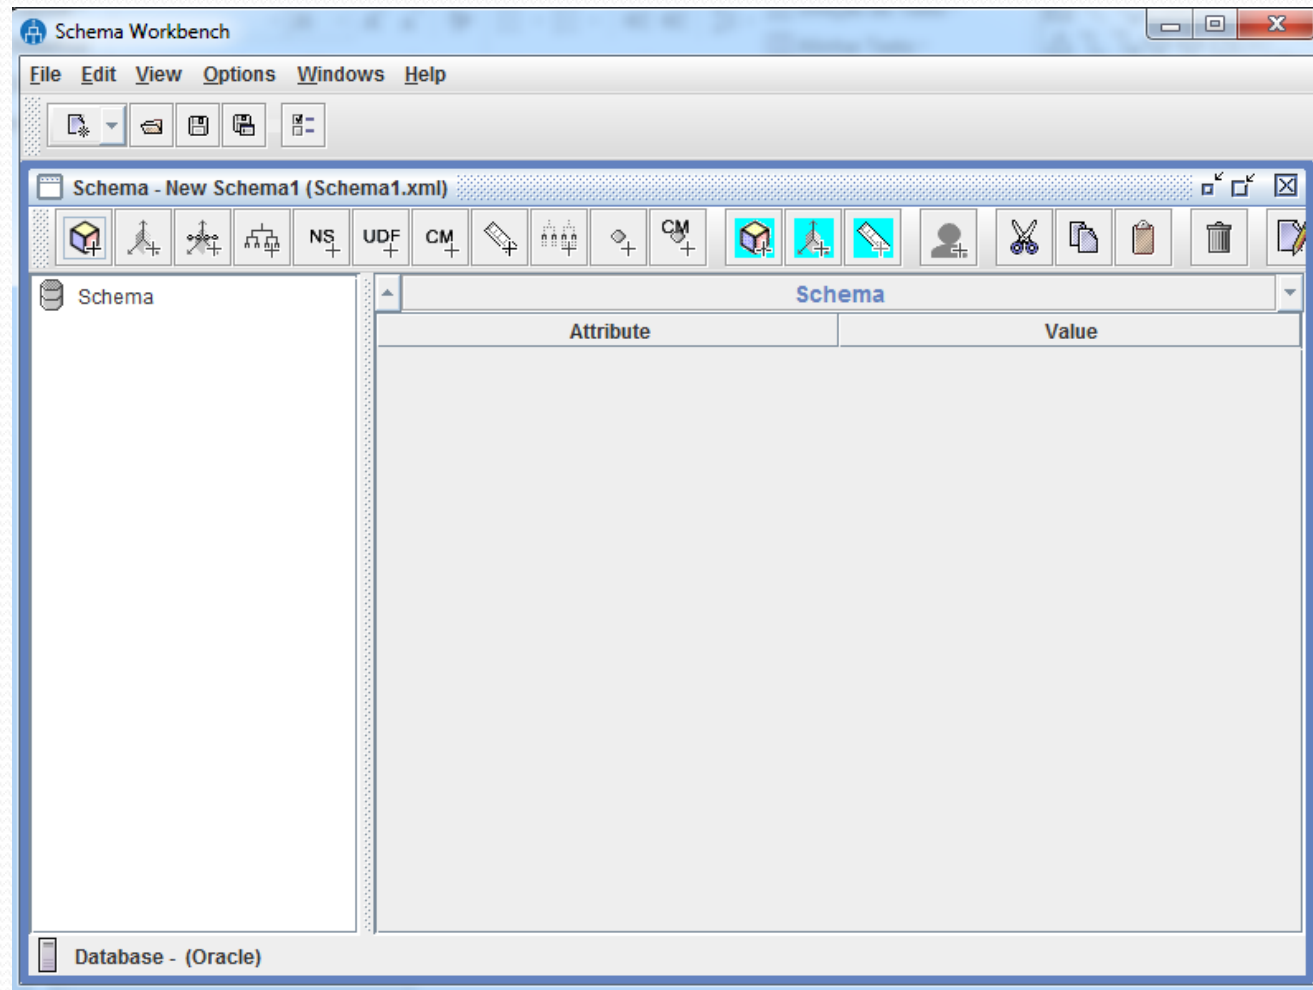 Schema Workbench
File Edit View Options Windows Help
Schema - New Schema1 (Schema1.xml)
NS UDF CM CM
Schema
Schema
Attribute Value
Database - (Oracle)